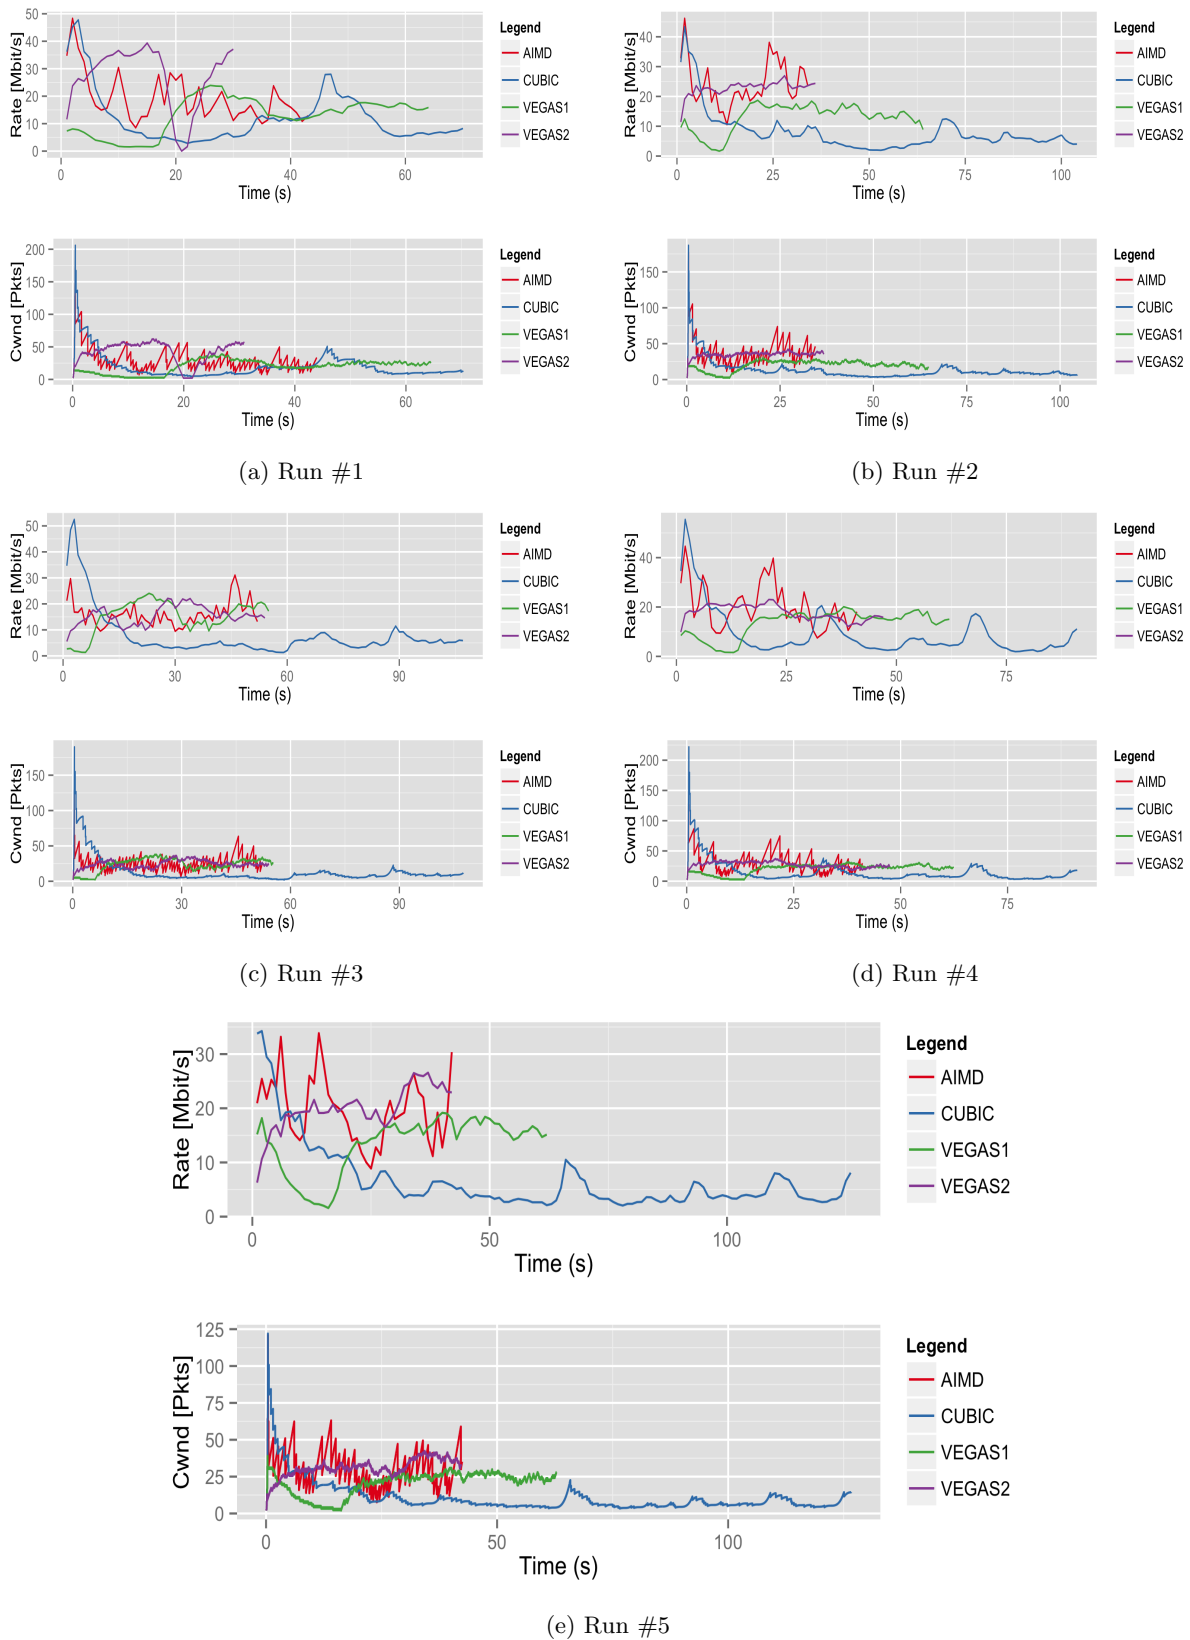 Rate [Mbit/s]
50
40
30
20
10
0
0 20 40 60
Time (s)
Legend
AIMD
CUBIC
VEGAS1
VEGAS2
Rate [Mbit/s]
40
30
20
10
0
0 25 50 75 100
Time (s)
Legend
AIMD
CUBIC
VEGAS1
VEGAS2
Cwnd [Pkts]
200
150
100
50
0
0 20 40 60
Time (s)
Legend
AIMD
CUBIC
VEGAS1
VEGAS2
Cwnd [Pkts]
150
100
50
0
0 25 50 75 100
Time (s)
Legend
AIMD
CUBIC
VEGAS1
VEGAS2
(a) Run #1
(b) Run #2
Rate [Mbit/s]
50
40
30
20
10
0
0 30 60 90
Time (s)
Legend
AIMD
CUBIC
VEGAS1
VEGAS2
Rate [Mbit/s]
40
20
0
0 25 50 75
Time (s)
Legend
AIMD
CUBIC
VEGAS1
VEGAS2
Cwnd [Pkts]
150
100
50
0
0 30 60 90
Time (s)
Legend
AIMD
CUBIC
VEGAS1
VEGAS2
Cwnd [Pkts]
200
150
100
50
0
0 25 50 75
Time (s)
Legend
AIMD
CUBIC
VEGAS1
VEGAS2
(c) Run #3
(d) Run #4
Rate [Mbit/s]
30
20
10
0
0 50 100
Time (s)
Legend
AIMD
CUBIC
VEGAS1
VEGAS2
Cwnd [Pkts]
125
100
75
50
25
0
0 50 100
Time (s)
Legend
AIMD
CUBIC
VEGAS1
VEGAS2
(e) Run #5